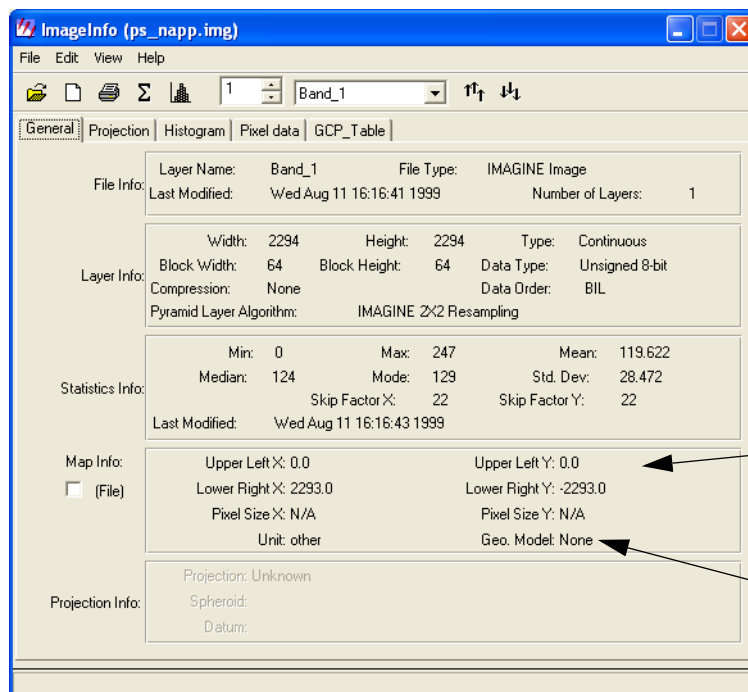 ImageInfo (ps_napp.img)
File Edit View Help
1 Band_1
General Projection Histogram Pixel data GCP_Table
File Info:
Layer Name: Band_1 File Type: IMAGINE Image
Last Modified: Wed Aug 11 16:16:41 1999 Number of Layers: 1
Layer Info:
Width: 2294 Height: 2294 Type: Continuous
Block Width: 64 Block Height: 64 Data Type: Unsigned 8-bit
Compression: None Data Order: BIL
Pyramid Layer Algorithm: IMAGINE 2X2 Resampling
Statistics Info:
Min: 0 Max: 247 Mean: 119.622
Median: 124 Mode: 129 Std. Dev: 28.472
Skip Factor X: 22 Skip Factor Y: 22
Last Modified: Wed Aug 11 16:16:43 1999
Map Info:
(File)
Upper Left X: 0.0 Upper Left Y: 0.0
Lower Right X: 2293.0 Lower Right Y: -2293.0
Pixel Size X: N/A Pixel Size Y: N/A
Unit: other Geo. Model: None
Projection Info:
Projection: Unknown
Spheroid:
Datum: